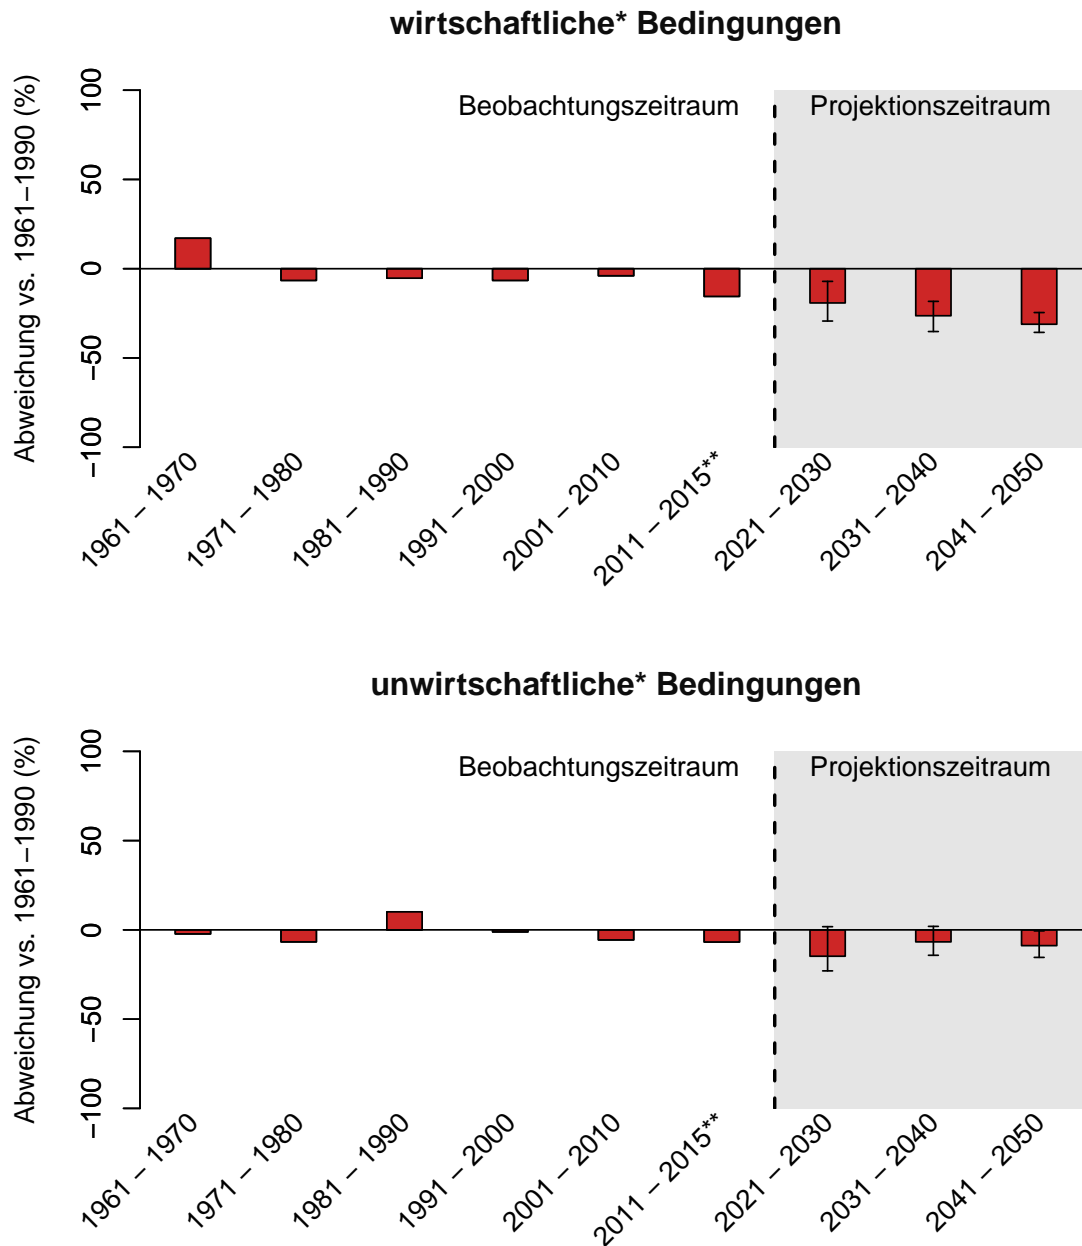 wirtschaftliche* Bedingungen
Abweichung vs. 1961–1990 (%)
100
50
0
−50
−100
Beobachtungszeitraum
Projektionszeitraum
1961 – 1970
1971 – 1980
1981 – 1990
1991 – 2000
2001 – 2010
2011 – 2015**
2021 – 2030
2031 – 2040
2041 – 2050
unwirtschaftliche* Bedingungen
Abweichung vs. 1961–1990 (%)
100
50
0
−50
−100
Beobachtungszeitraum
Projektionszeitraum
1961 – 1970
1971 – 1980
1981 – 1990
1991 – 2000
2001 – 2010
2011 – 2015**
2021 – 2030
2031 – 2040
2041 – 2050